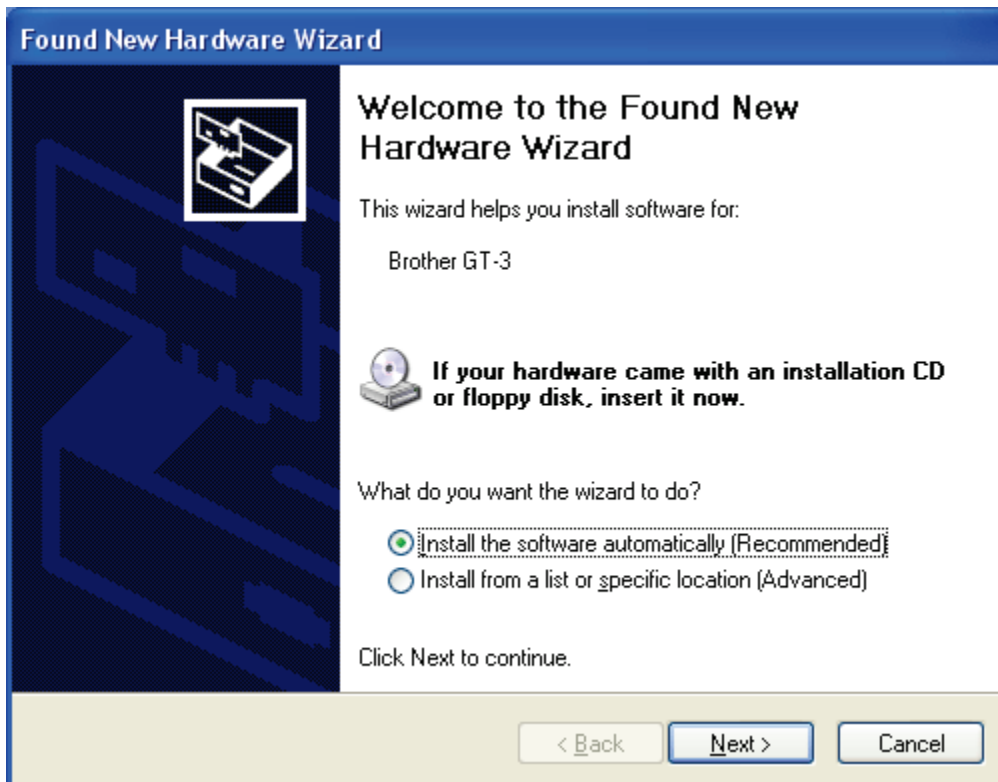 Found New Hardware Wizard
Welcome to the Found New
Hardware Wizard
This wizard helps you install software for:
Brother GT-3
If your hardware came with an installation CD
or floppy disk, insert it now.
What do you want the wizard to do?
Install the software automatically (Recommended)
Install from a list or specific location (Advanced)
Click Next to continue.
< Back Next > Cancel